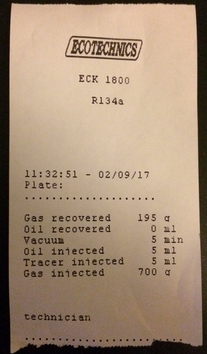 ECOTECHNICS
ECK 1800
R134a
11:32:51 - 02/09/17
Plate:
.....................
Gas recovered 195 g
Oil recovered 0 ml
Vacuum 5 min
Oil injected 5 ml
Tracer injected 5 ml
Gas injected 700 g
technician
.....................